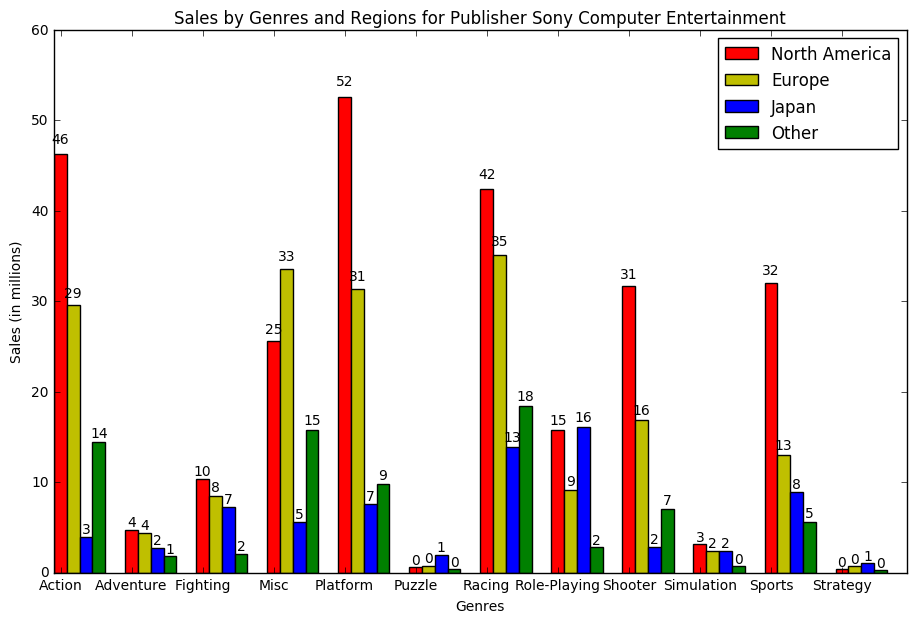 Sales by Genres and Regions for Publisher Sony Computer Entertainment
North America
Europe
Japan
Other
Sales (in millions)
60
50
40
30
20
10
0
46 29 3 14
4 4 2 1
10 8 7 2
25 33 5 15
52 31 7 9
0 0 1 0
42 35 13 18
15 9 16 2
31 16 2 7
3 2 2 0
32 13 8 5
0 0 1 0
Action Adventure Fighting Misc Platform Puzzle Racing Role-Playing Shooter Simulation Sports Strategy
Genres